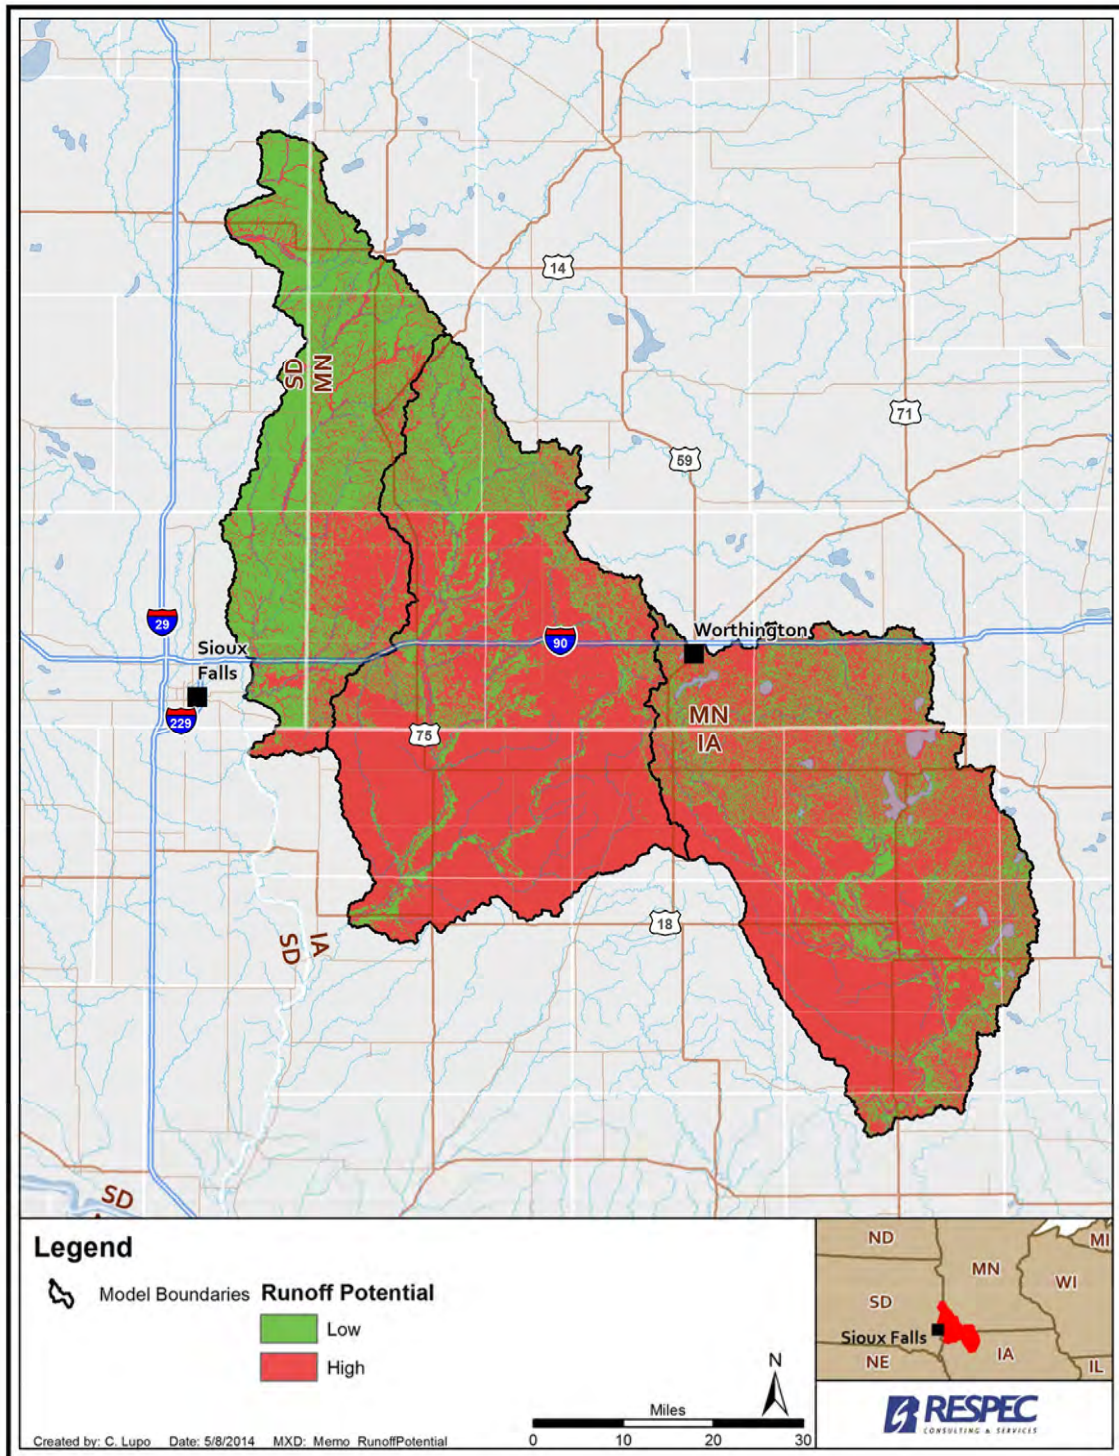 14
SD
MN
71
59
29
Sioux
Falls
90
Worthington
229
75
MN
IA
18
IA
SD
SD
Legend
Model Boundaries
Runoff Potential
Low
High
Miles
0 10 20 30
N
Created by: C. Lupo Date: 5/8/2014 MXD: Memo_RunoffPotential
ND
MN
MI
WI
SD
Sioux Falls
NE
IA
IL
RESPEC
CONSULTING & SERVICES